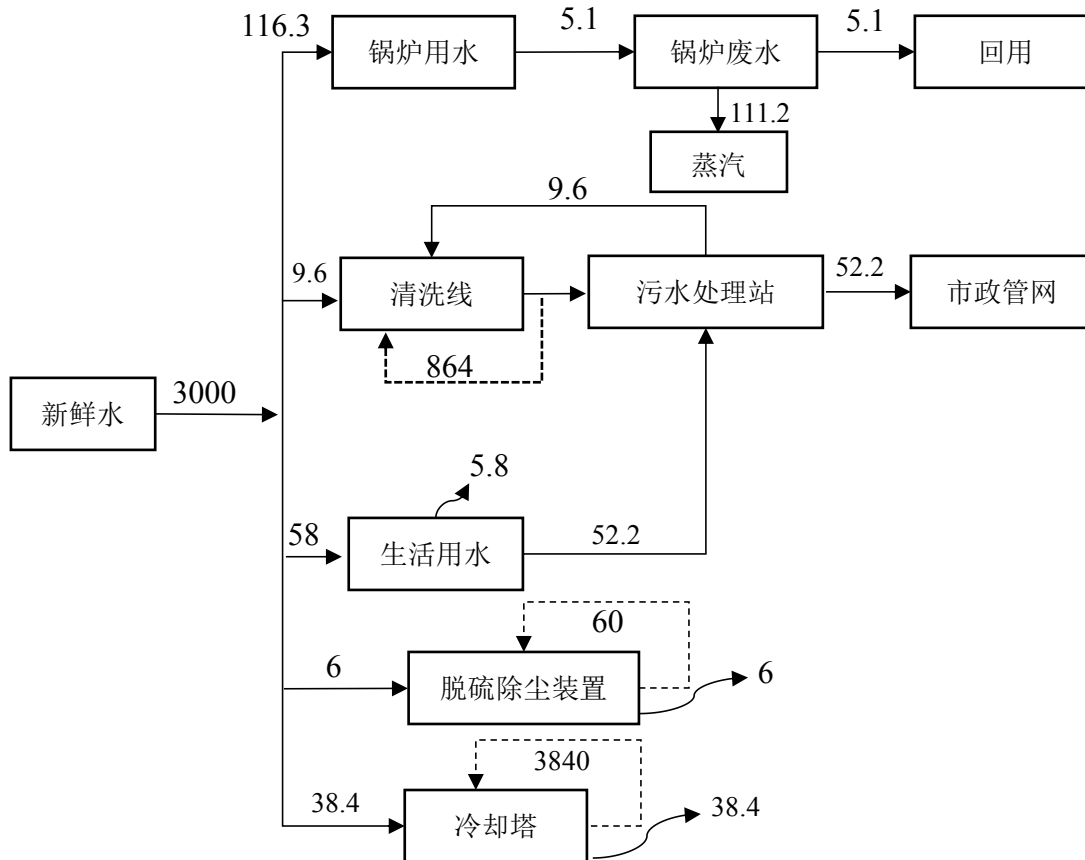 116.3
锅炉用水
5.1
锅炉废水
5.1
回用
111.2
蒸汽
9.6
9.6
清洗线
污水处理站
52.2
市政管网
864
新鲜水
3000
5.8
58
生活用水
52.2
60
6
脱硫除尘装置
6
3840
38.4
冷却塔
38.4